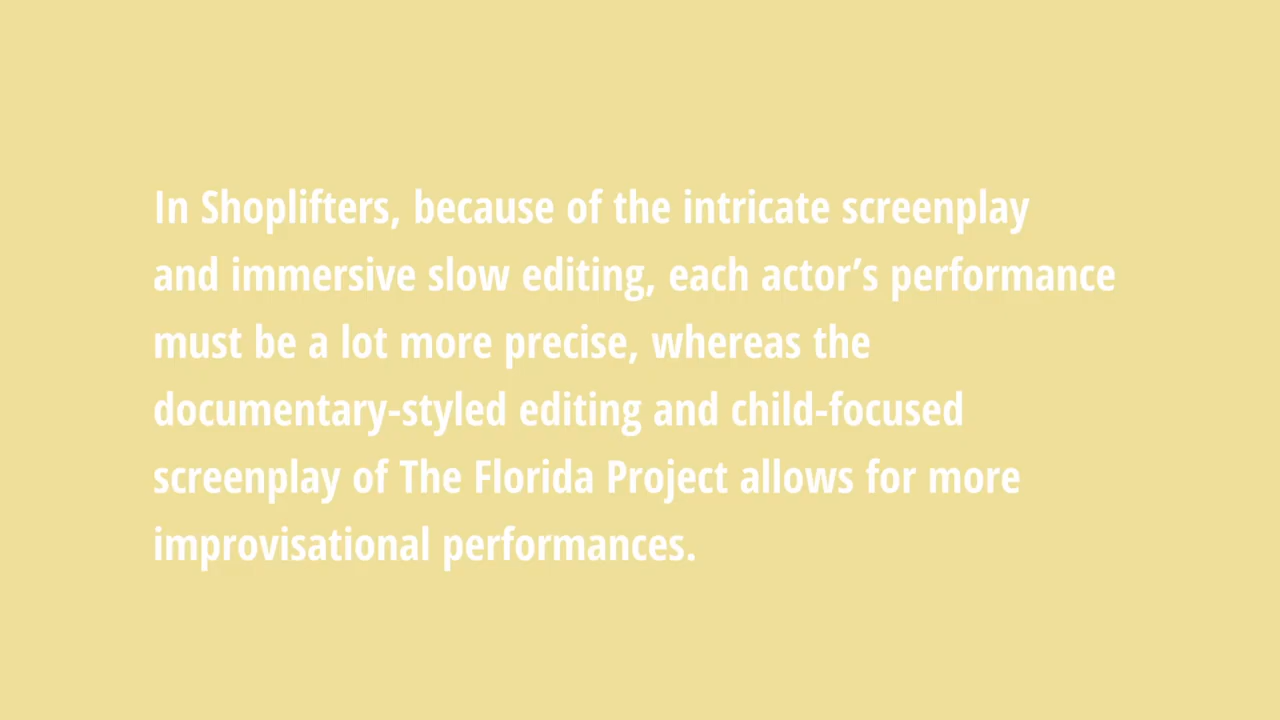 In Shoplifters, because of the intricate screenplay
and immersive slow editing, each actor’s performance
must be a lot more precise, whereas the
documentary-styled editing and child-focused
screenplay of The Florida Project allows for more
improvisational performances.